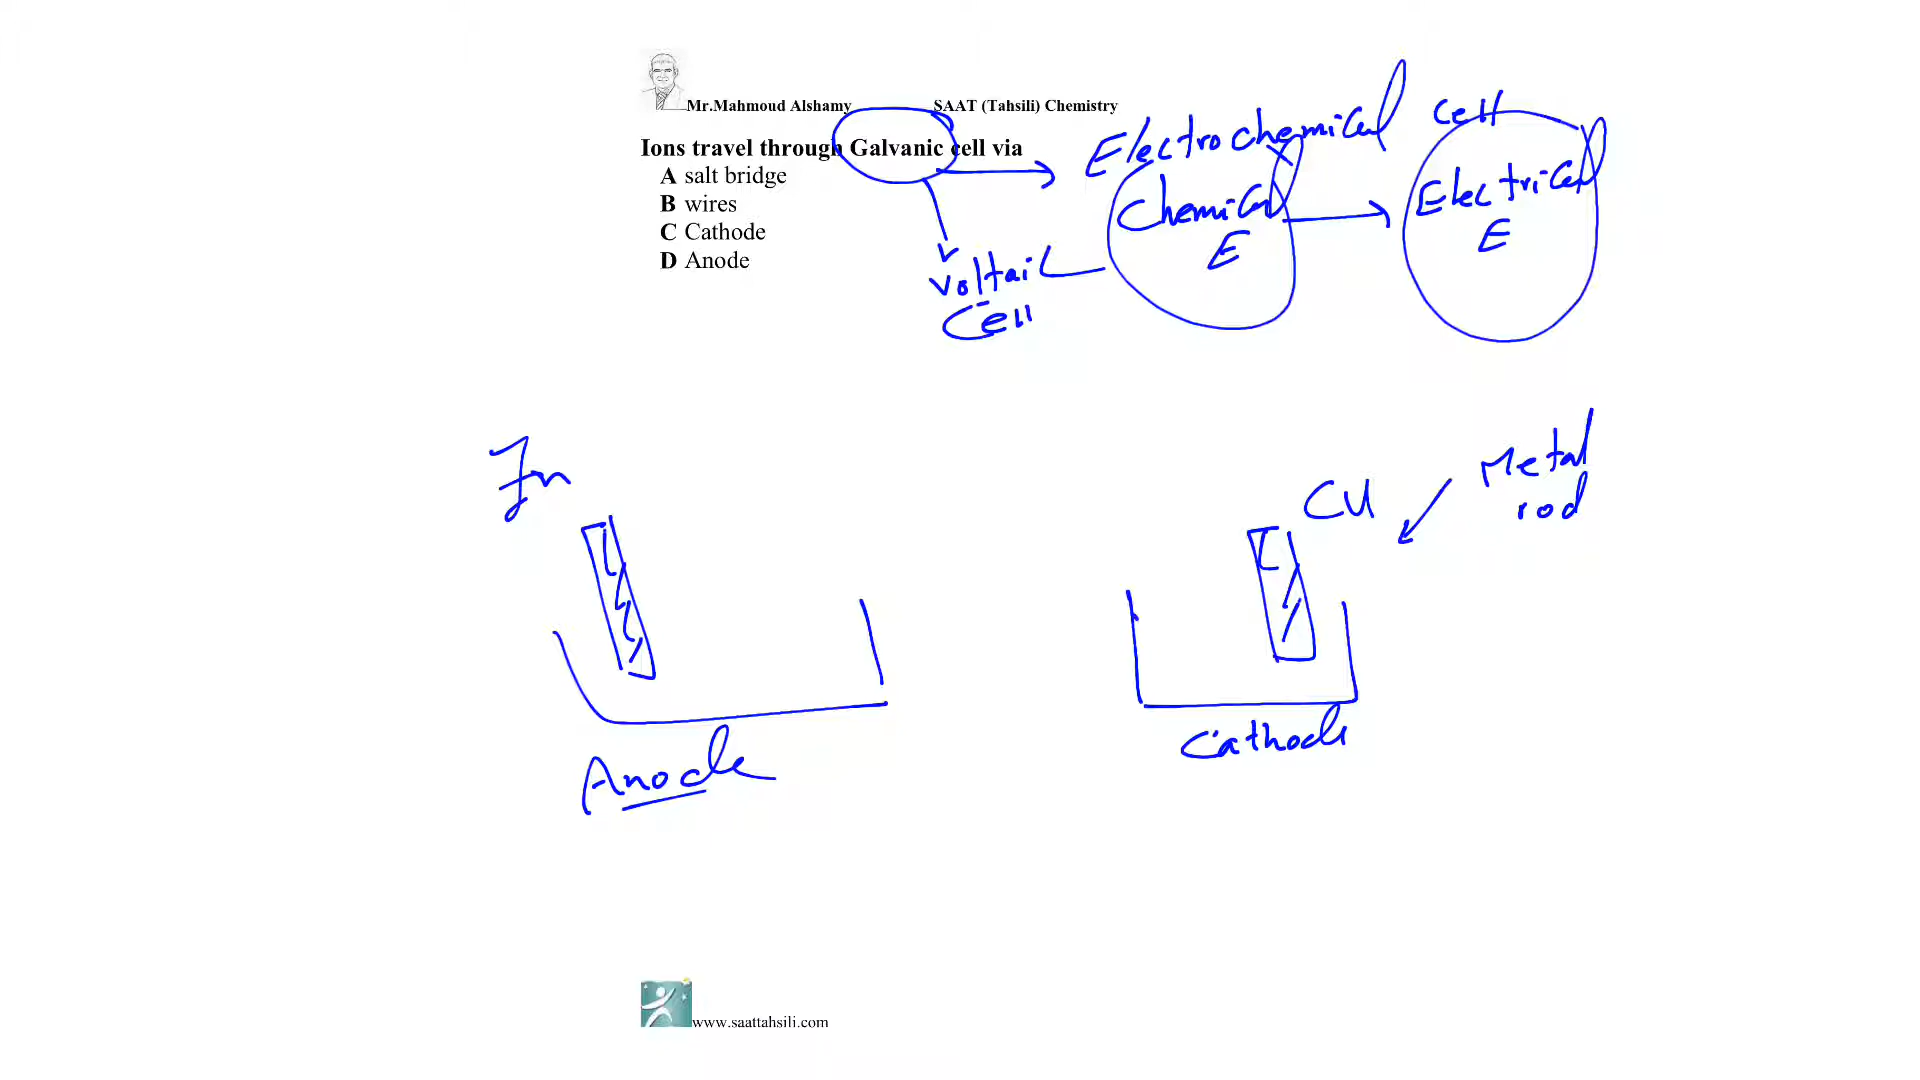 Mr.Mahmoud Alshamy SAAT (Tahsili) Chemistry
Ions travel through Galvanic cell via
A salt bridge
B wires
C Cathode
D Anode
Electrochemical cell
Chemical E
Electrical E
Voltaic
Cell
Zn
CU
Metal
rod
Anode
Cathode
www.saattahsili.com